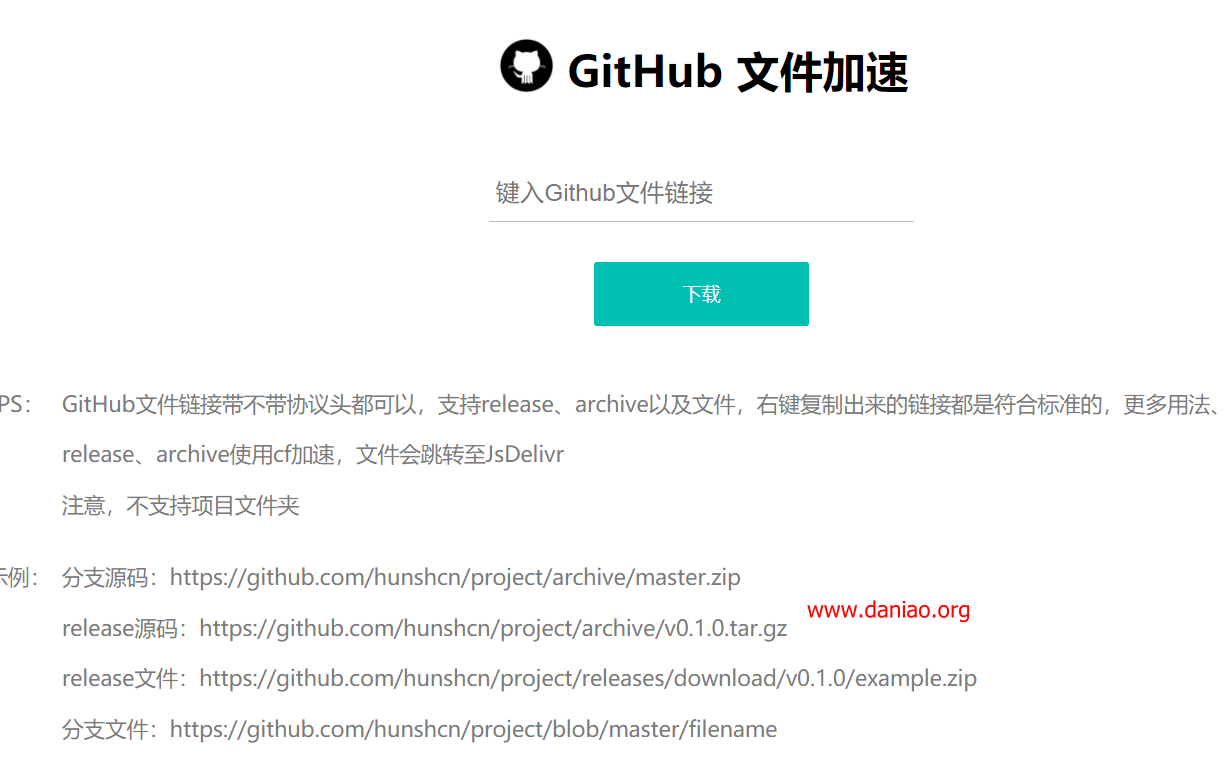 GitHub 文件加速
键入Github文件链接
下载
PS： GitHub文件链接带不带协议头都可以，支持release、archive以及文件，右键复制出来的链接都是符合标准的，更多用法、
release、archive使用cf加速，文件会跳转至JsDelivr
注意，不支持项目文件夹
示例： 分支源码：https://github.com/hunshcn/project/archive/master.zip
www.daniao.org
release源码：https://github.com/hunshcn/project/archive/v0.1.0.tar.gz
release文件：https://github.com/hunshcn/project/releases/download/v0.1.0/example.zip
分支文件：https://github.com/hunshcn/project/blob/master/filename